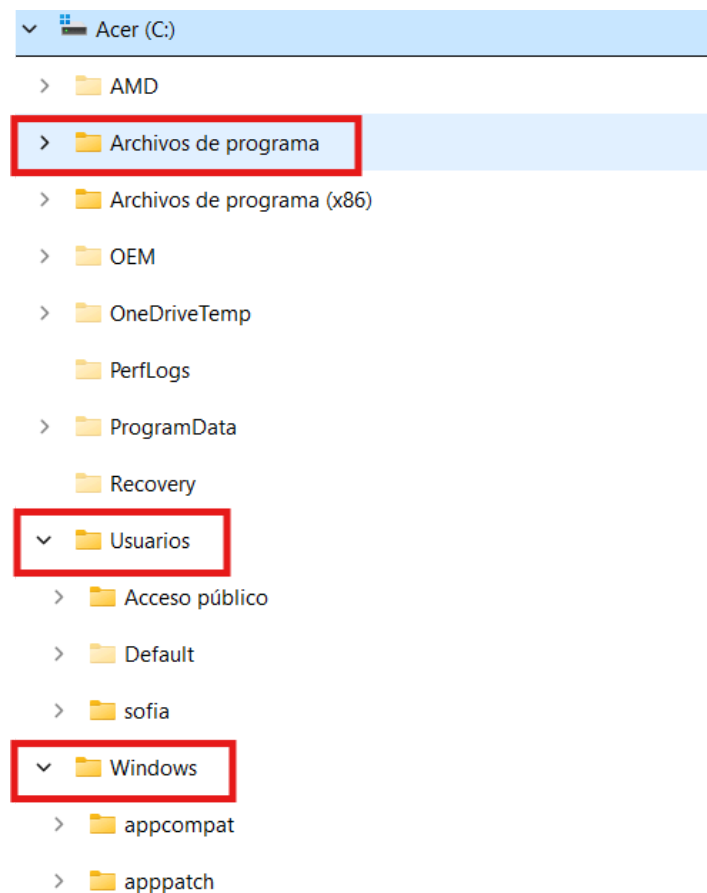 Acer (C:)
AMD
Archivos de programa
Archivos de programa (x86)
OEM
OneDriveTemp
PerfLogs
ProgramData
Recovery
Usuarios
Acceso público
Default
sofia
Windows
appcompat
apppatch